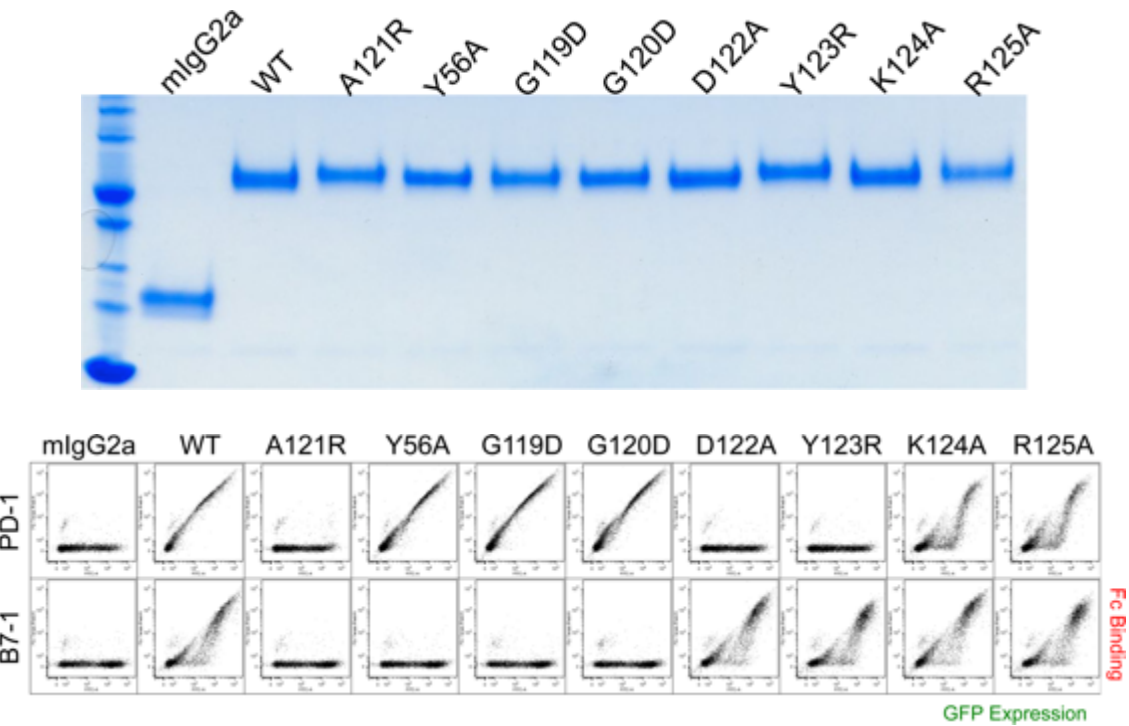 mIgG2a WT A121R Y56A G119D G120D D122A Y123R K124A R125A
mIgG2a WT A121R Y56A G119D G120D D122A Y123R K124A R125A
PD-1
B7-1
Fc Binding
GFP Expression